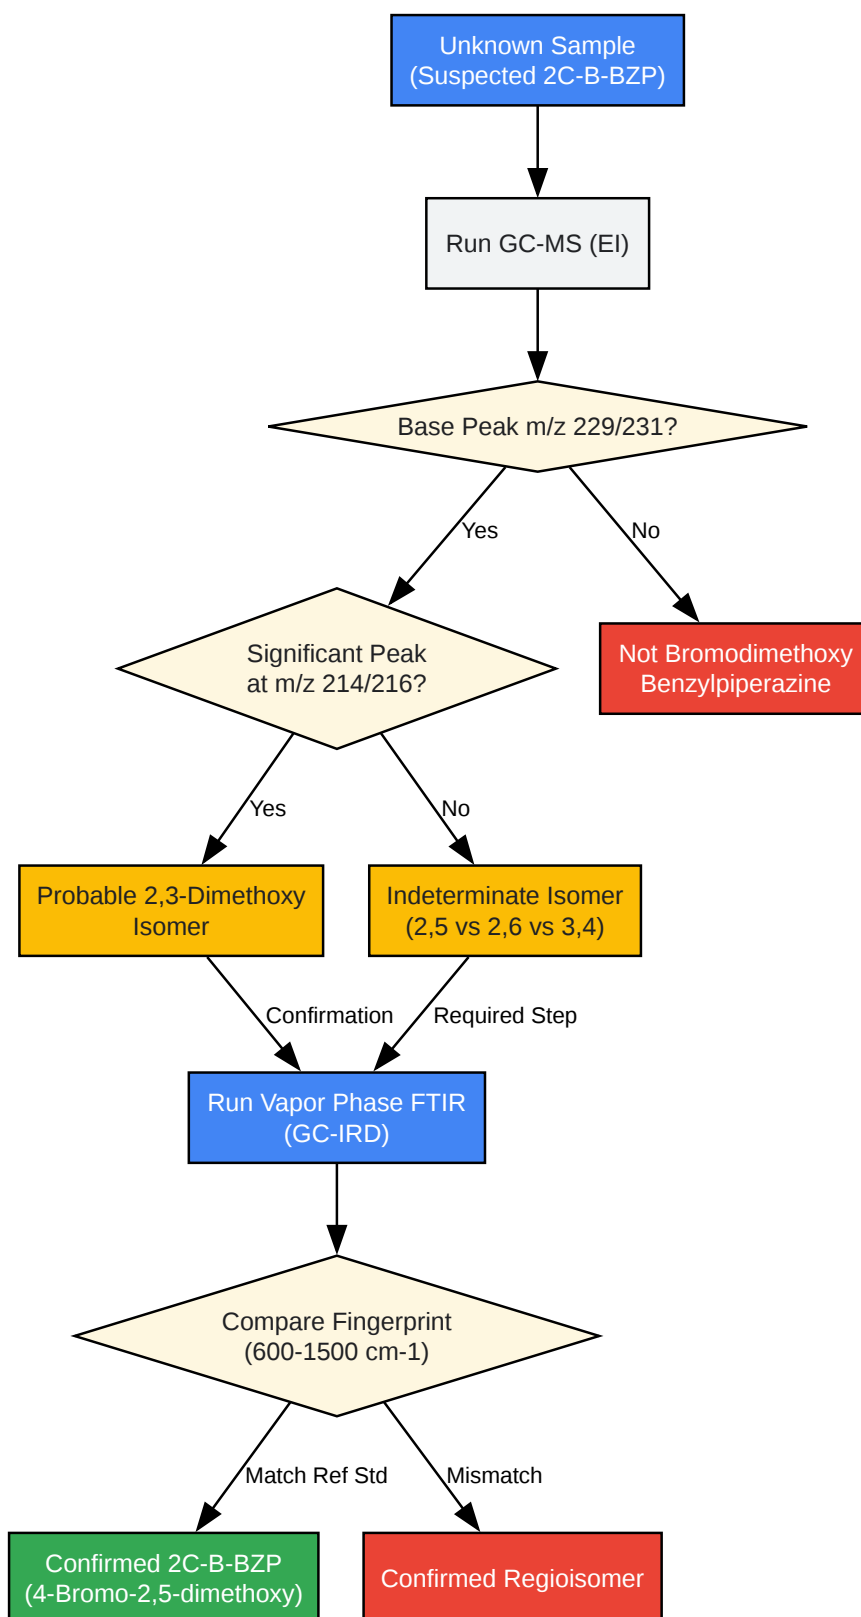 Unknown Sample
(Suspected 2C-B-BZP)
Run GC-MS (EI)
Base Peak m/z 229/231?
Yes
No
Significant Peak
at m/z 214/216?
Not Bromodimethoxy
Benzylpiperazine
Yes
No
Probable 2,3-Dimethoxy
Isomer
Indeterminate Isomer
(2,5 vs 2,6 vs 3,4)
Confirmation
Required Step
Run Vapor Phase FTIR
(GC-IRD)
Compare Fingerprint
(600-1500 cm-1)
Match Ref Std
Mismatch
Confirmed 2C-B-BZP
(4-Bromo-2,5-dimethoxy)
Confirmed Regioisomer